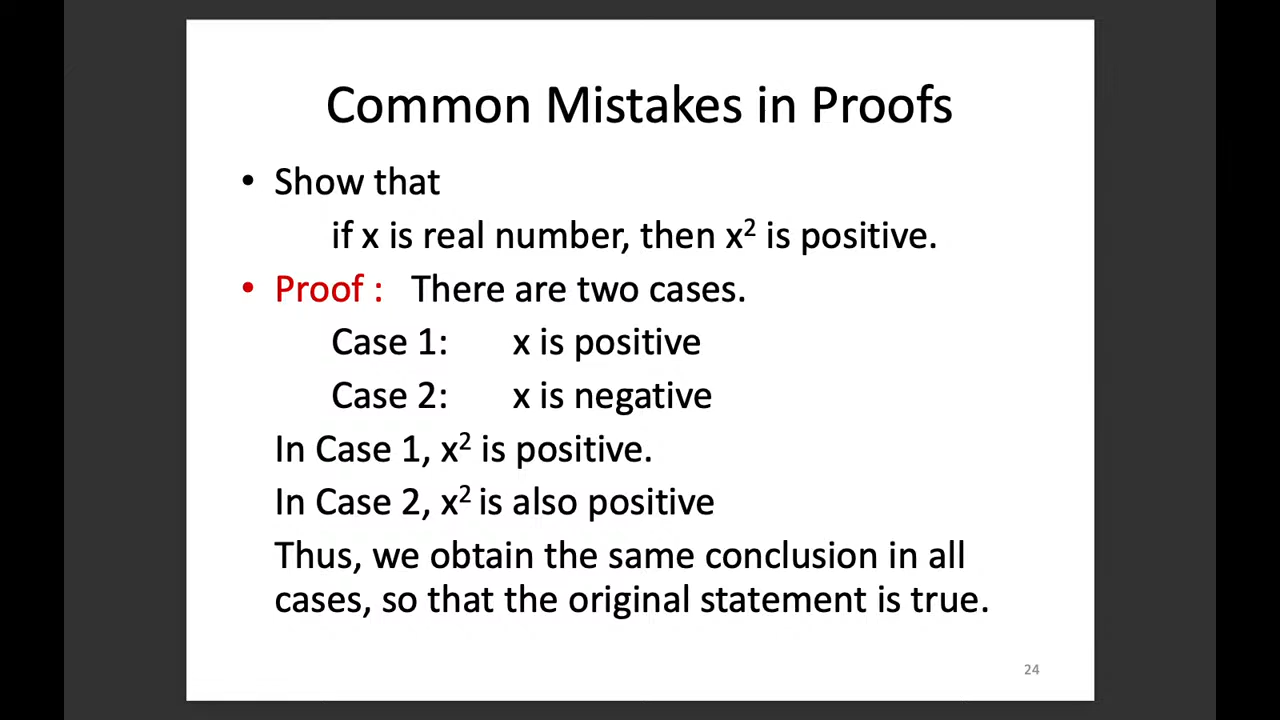 Common Mistakes in Proofs
• Show that
if x is real number, then x² is positive.
• Proof : There are two cases.
Case 1: x is positive
Case 2: x is negative
In Case 1, x² is positive.
In Case 2, x² is also positive
Thus, we obtain the same conclusion in all
cases, so that the original statement is true.
24